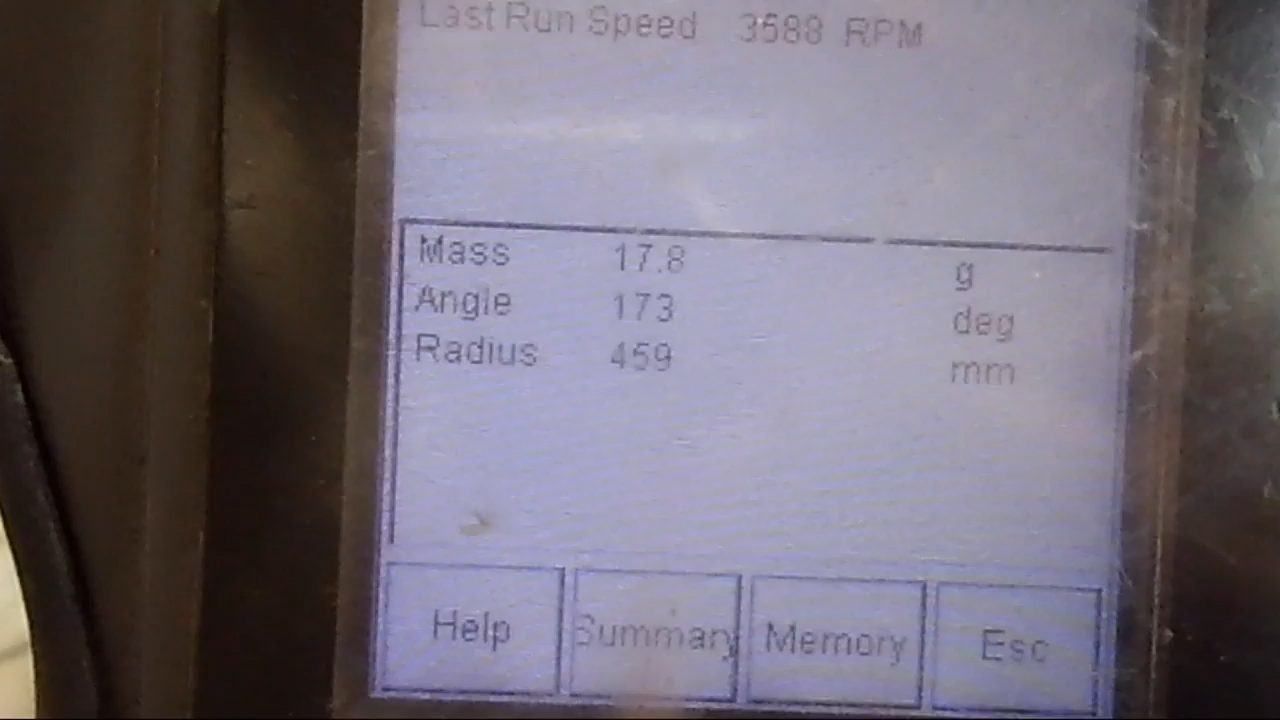 Last Run Speed 3588 RPM
Mass 17.8 g
Angle 173 deg
Radius 459 mm
Help Summary Memory Esc